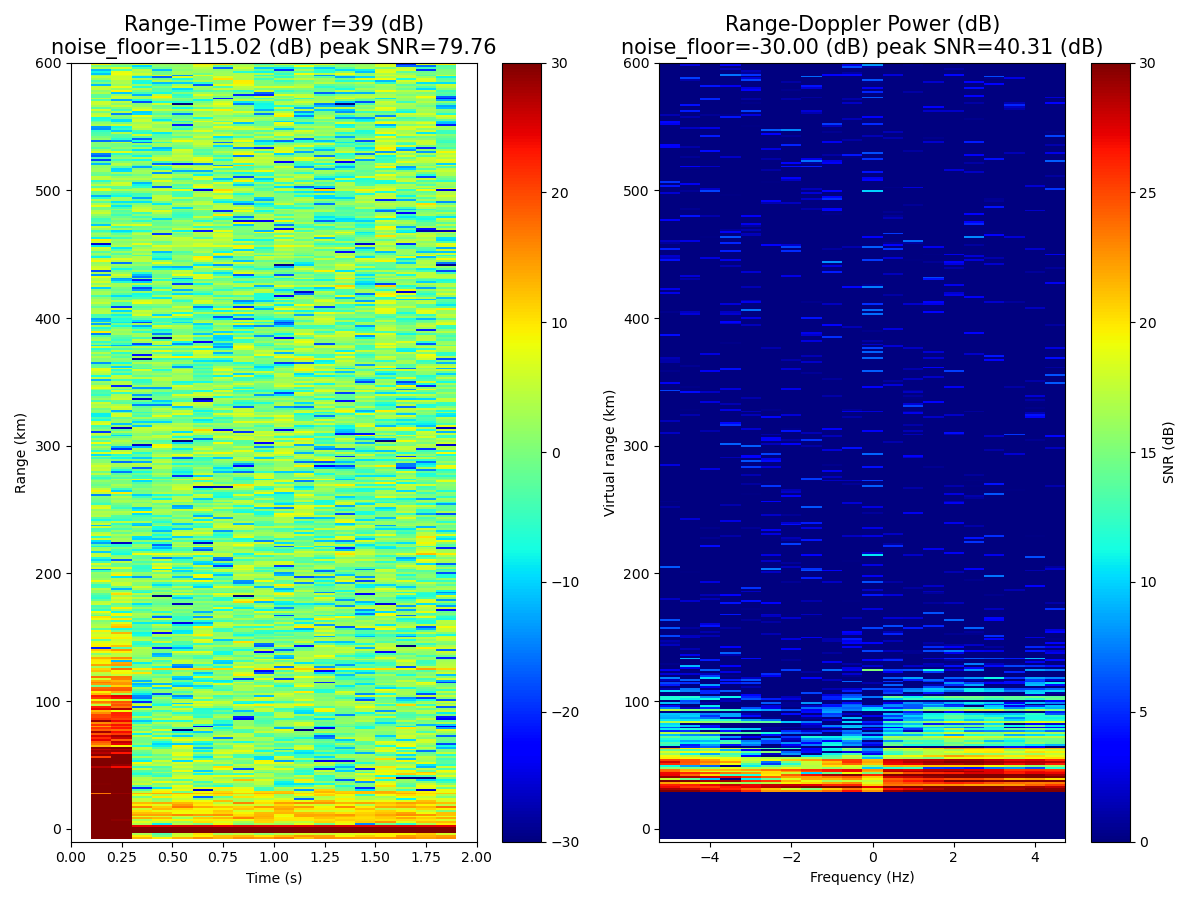 Range-Time Power f=39 (dB)
noise_floor=-115.02 (dB) peak SNR=79.76
600
500
400
300
200
100
0
Range (km)
0.00 0.25 0.50 0.75 1.00 1.25 1.50 1.75 2.00
Time (s)
30
20
10
0
−10
−20
−30
Range-Doppler Power (dB)
noise_floor=-30.00 (dB) peak SNR=40.31 (dB)
600
500
400
300
200
100
0
Virtual range (km)
−4 −2 0 2 4
Frequency (Hz)
30
25
20
15
10
5
0
SNR (dB)